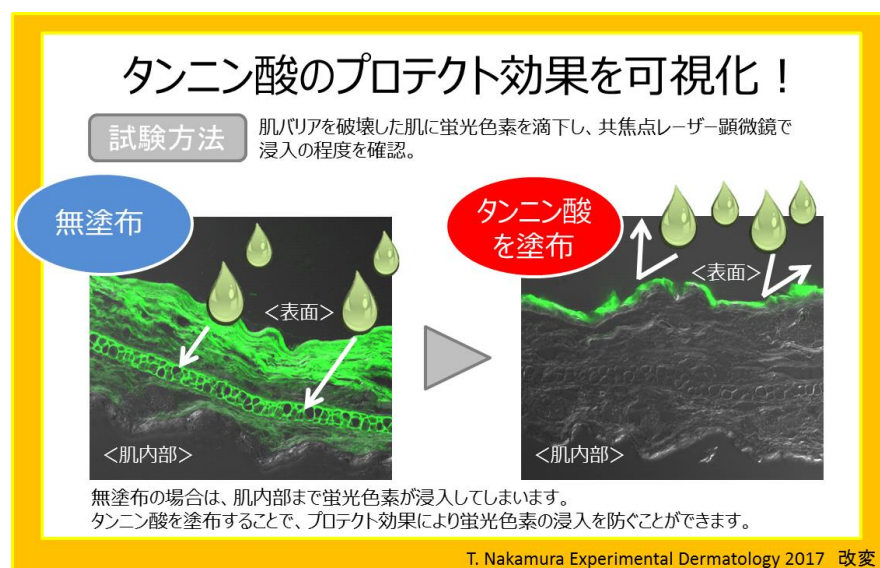 タンニン酸のプロテクト効果を可視化！
試験方法
肌バリアを破壊した肌に蛍光色素を滴下し、共焦点レーザー顕微鏡で
浸入の程度を確認。
無塗布
<表面>
<肌内部>
タンニン酸
を塗布
<表面>
<肌内部>
無塗布の場合は、肌内部まで蛍光色素が浸入してしまいます。
タンニン酸を塗布することで、プロテクト効果により蛍光色素の浸入を防ぐことができます。
T. Nakamura Experimental Dermatology 2017 改変